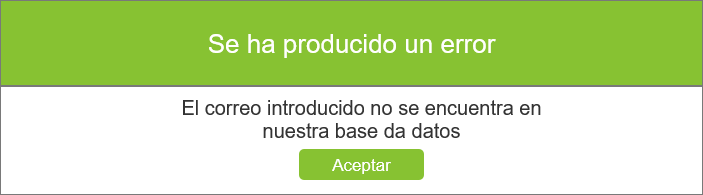 Se ha producido un error
El correo introducido no se encuentra en
nuestra base da datos
Aceptar